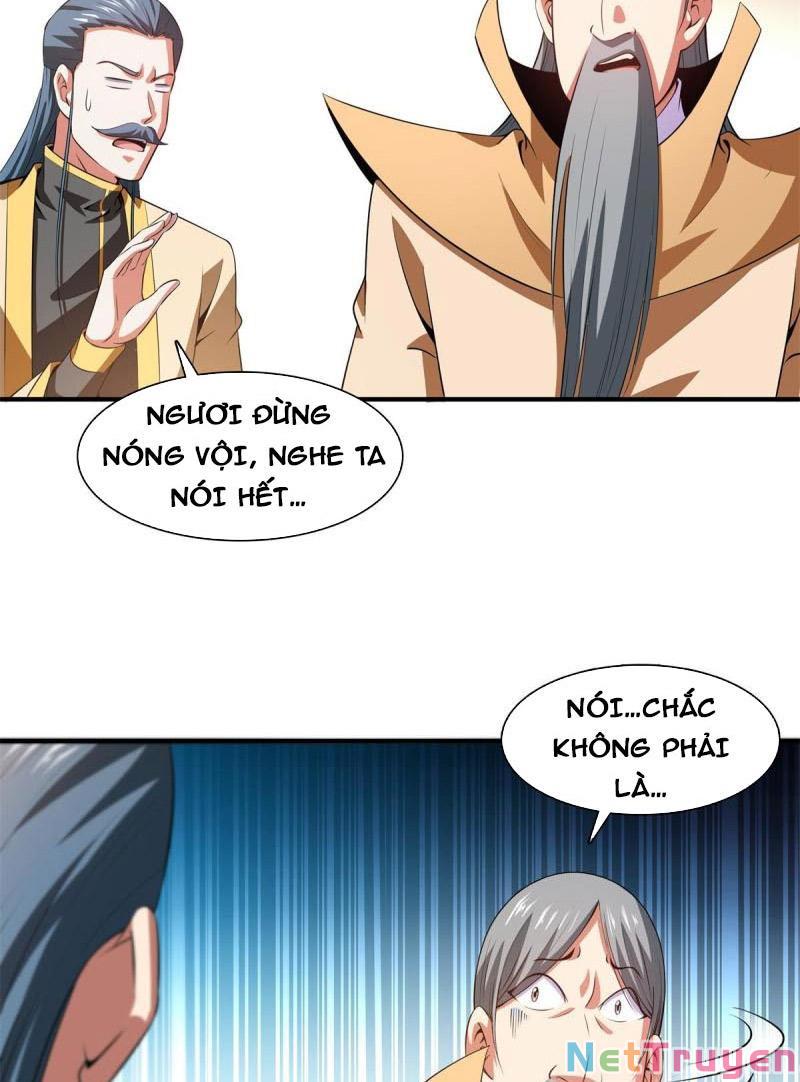 NGƯƠI ĐỪNG
NÓNG VỘI, NGHE TA
NÓI HẾT...
NÓI...CHẮC
KHÔNG PHẢI
LÀ...
NetTruyen